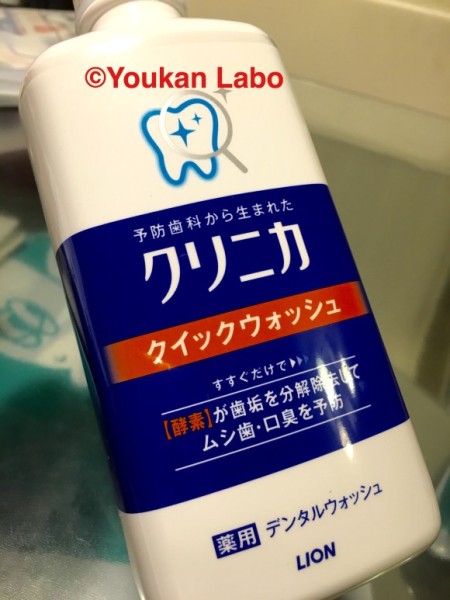 ©Youkan Labo
予防歯科から生まれた
クリニカ
クイックウォッシュ
すすぐだけで
【酵素】が歯垢を分解除去して
ムシ歯・口臭を予防
薬用 デンタルウォッシュ
LION